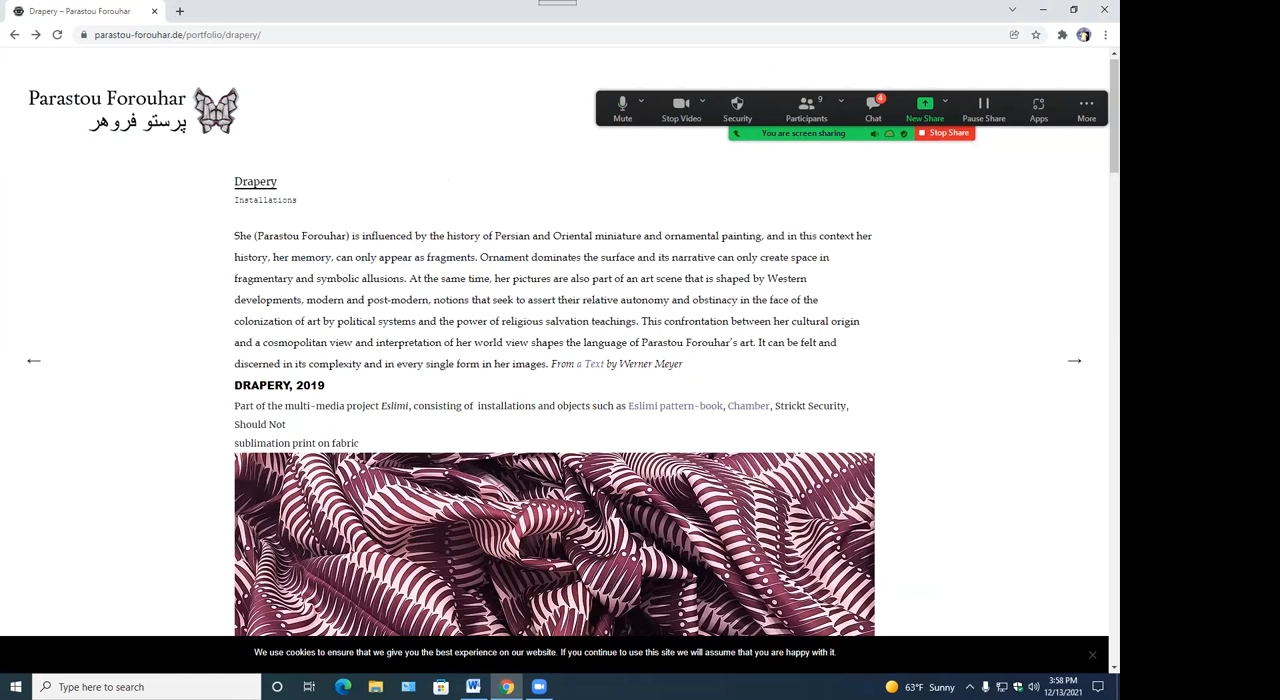 Drapery – Parastou Forouhar
parastou-forouhar.de/portfolio/drapery/
Parastou Forouhar
پرستو فروهر
9
4
Mute
Stop Video
Security
Participants
Chat
New Share
Pause Share
Apps
More
You are screen sharing
Stop Share
Drapery
Installations
She (Parastou Forouhar) is influenced by the history of Persian and Oriental miniature and ornamental painting, and in this context her
history, her memory, can only appear as fragments. Ornament dominates the surface and its narrative can only create space in
fragmentary and symbolic allusions. At the same time, her pictures are also part of an art scene that is shaped by Western
developments, modern and post-modern, notions that seek to assert their relative autonomy and obstinacy in the face of the
colonization of art by political systems and the power of religious salvation teachings. This confrontation between her cultural origin
and a cosmopolitan view and interpretation of her world view shapes the language of Parastou Forouhar's art. It can be felt and
discerned in its complexity and in every single form in her images. From a Text by Werner Meyer
DRAPERY, 2019
Part of the multi-media project Eslimi, consisting of installations and objects such as Eslimi pattern-book, Chamber, Strickt Security,
Should Not
sublimation print on fabric
We use cookies to ensure that we give you the best experience on our website. If you continue to use this site we will assume that you are happy with it.
Type here to search
63°F Sunny
3:58 PM
12/13/2021